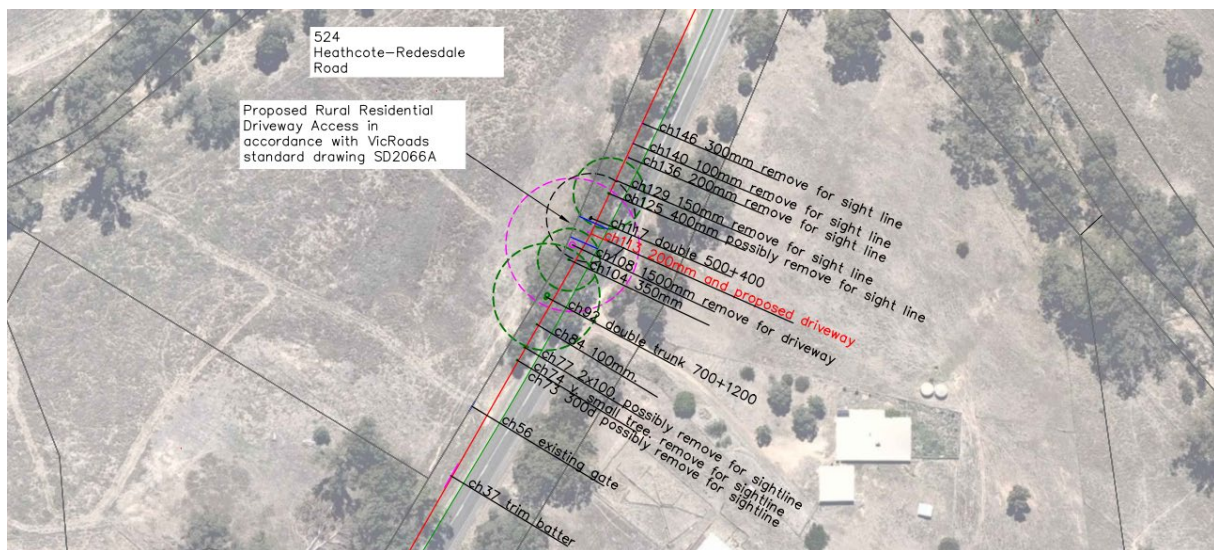 524
Heathcote-Redesdale
Road
Proposed Rural Residential
Driveway Access in
accordance with VicRoads
standard drawing SD2066A
ch146 300mm remove for sight line
ch140 100mm remove for sight line
ch136 200mm remove for sight line
ch129 150mm remove for sight line
ch125 400mm possibly remove for sight line
ch117 double 500+400
ch113 200mm and proposed driveway
ch108 1500mm remove for driveway
ch104 350mm
ch92 double trunk 700+1200
ch84 100mm.
ch77 2x100, possibly remove for sightline
ch74 v. small tree, remove for sightline
ch73 300d possibly remove for sightline
ch56 existing gate
ch37 trim batter